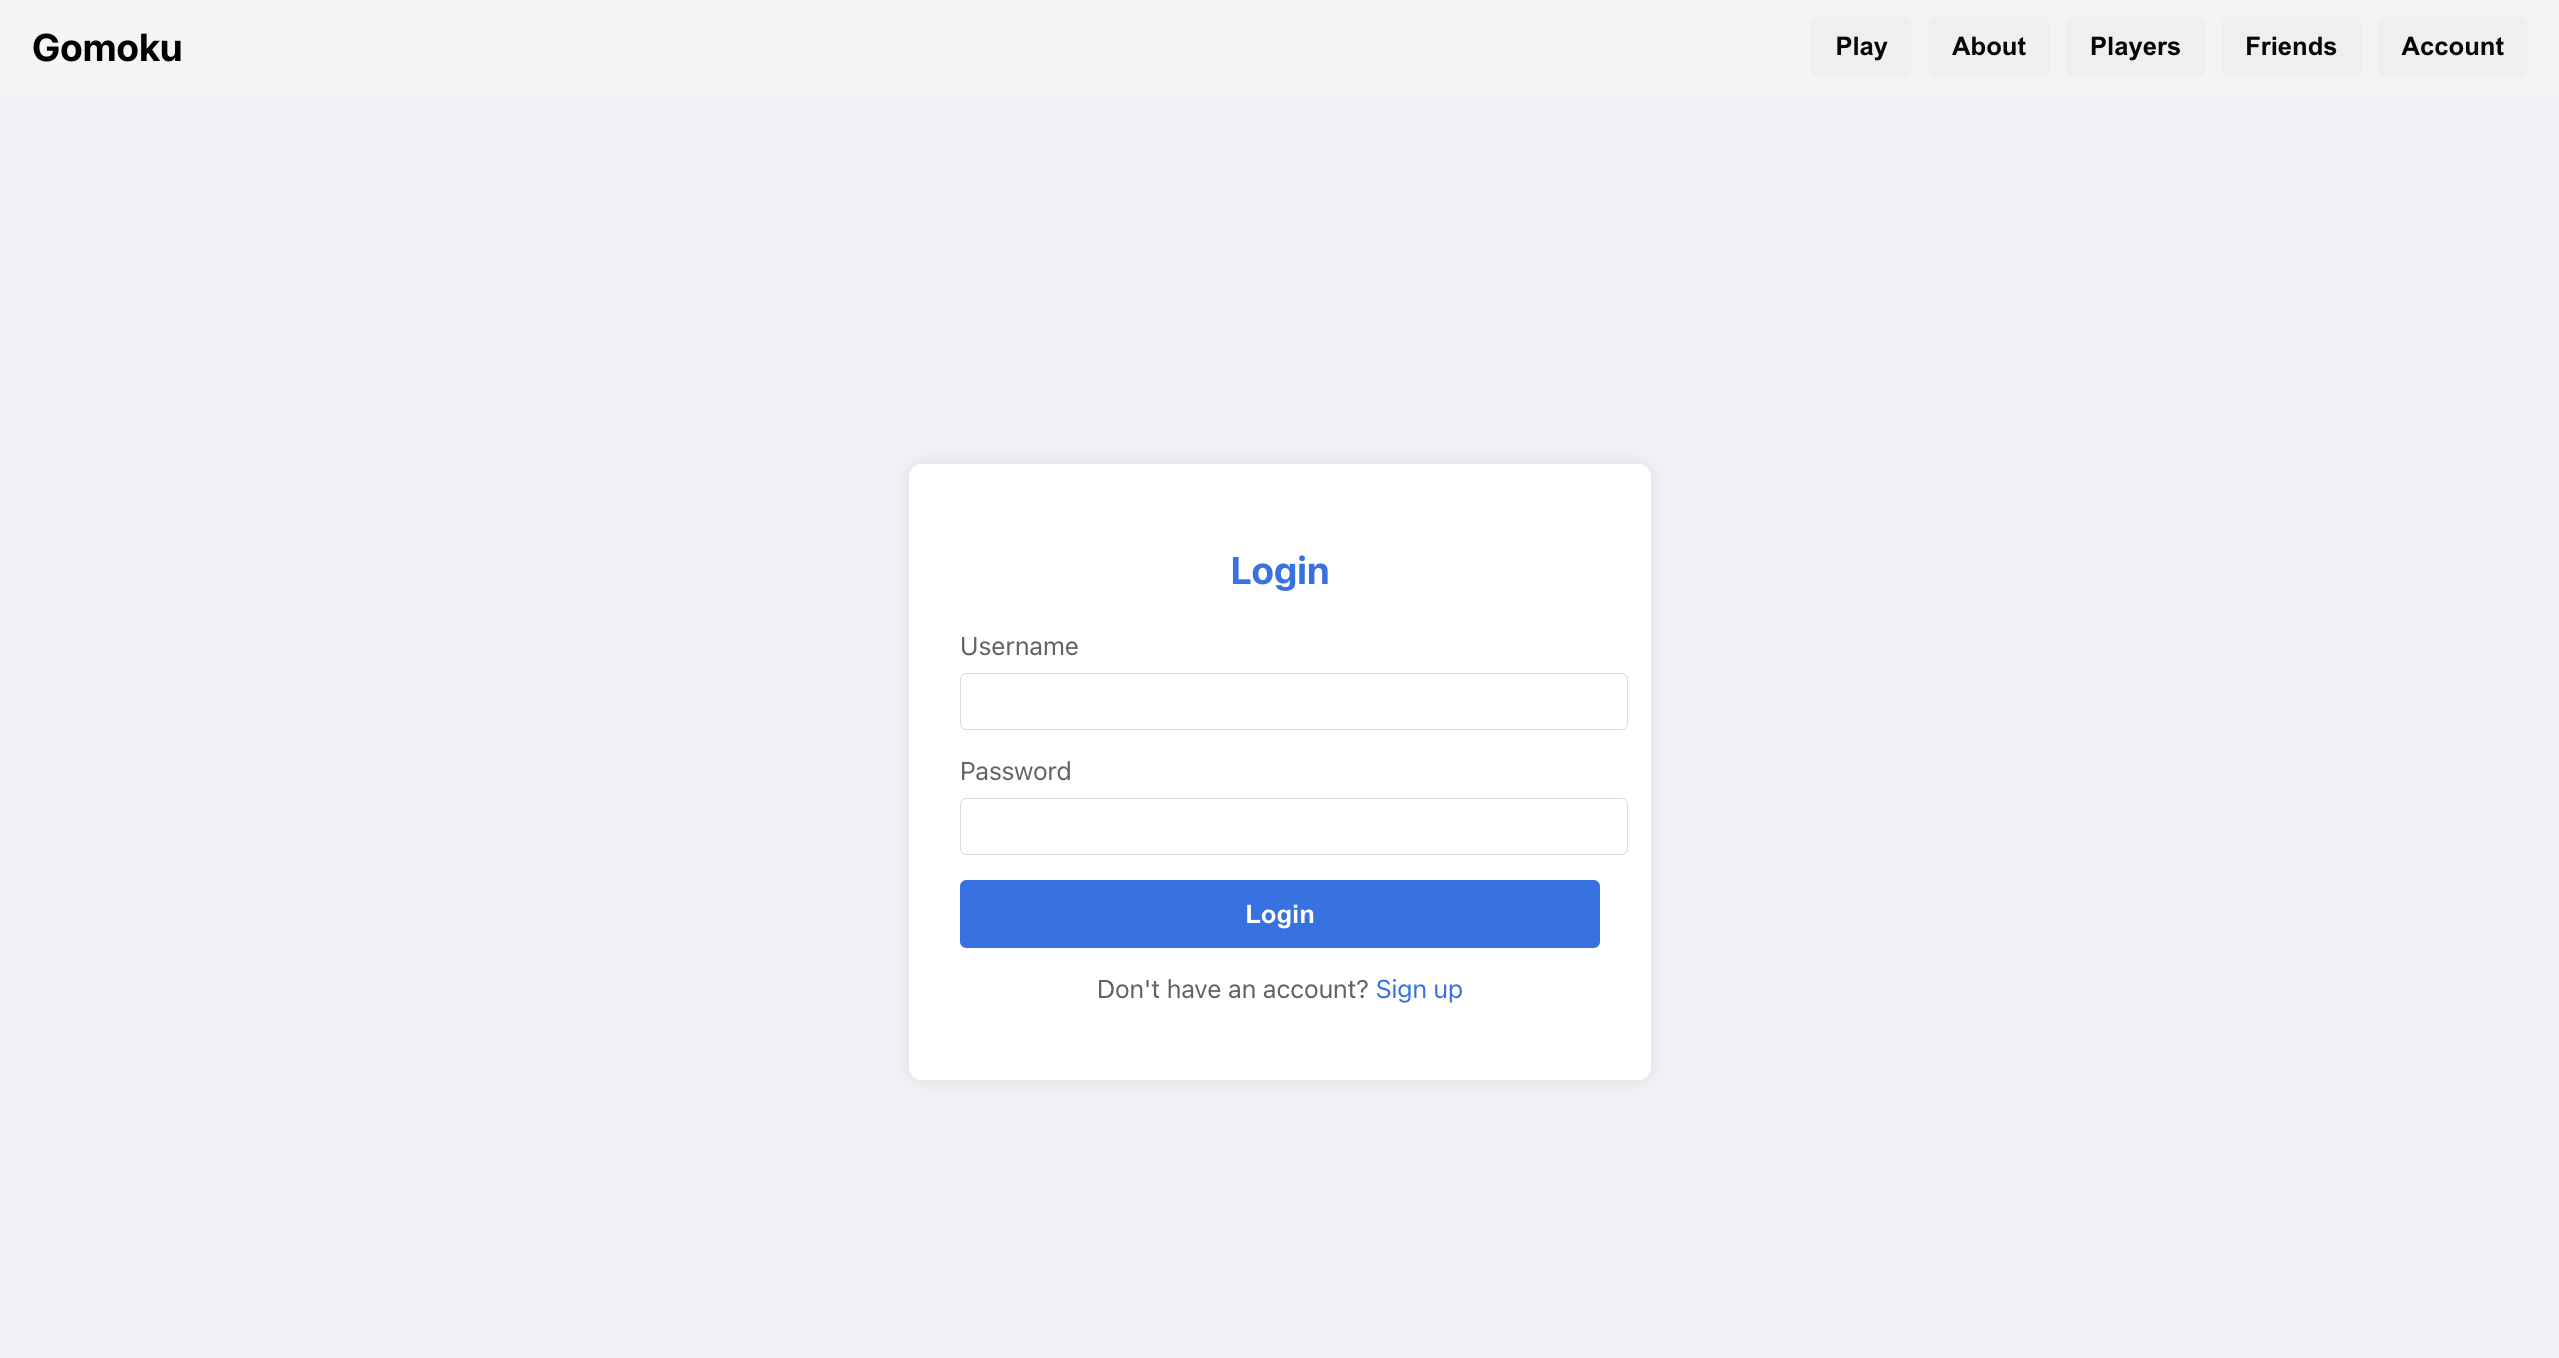 Gomoku
Play About Players Friends Account
Login
Username
Password
Login
Don't have an account? Sign up